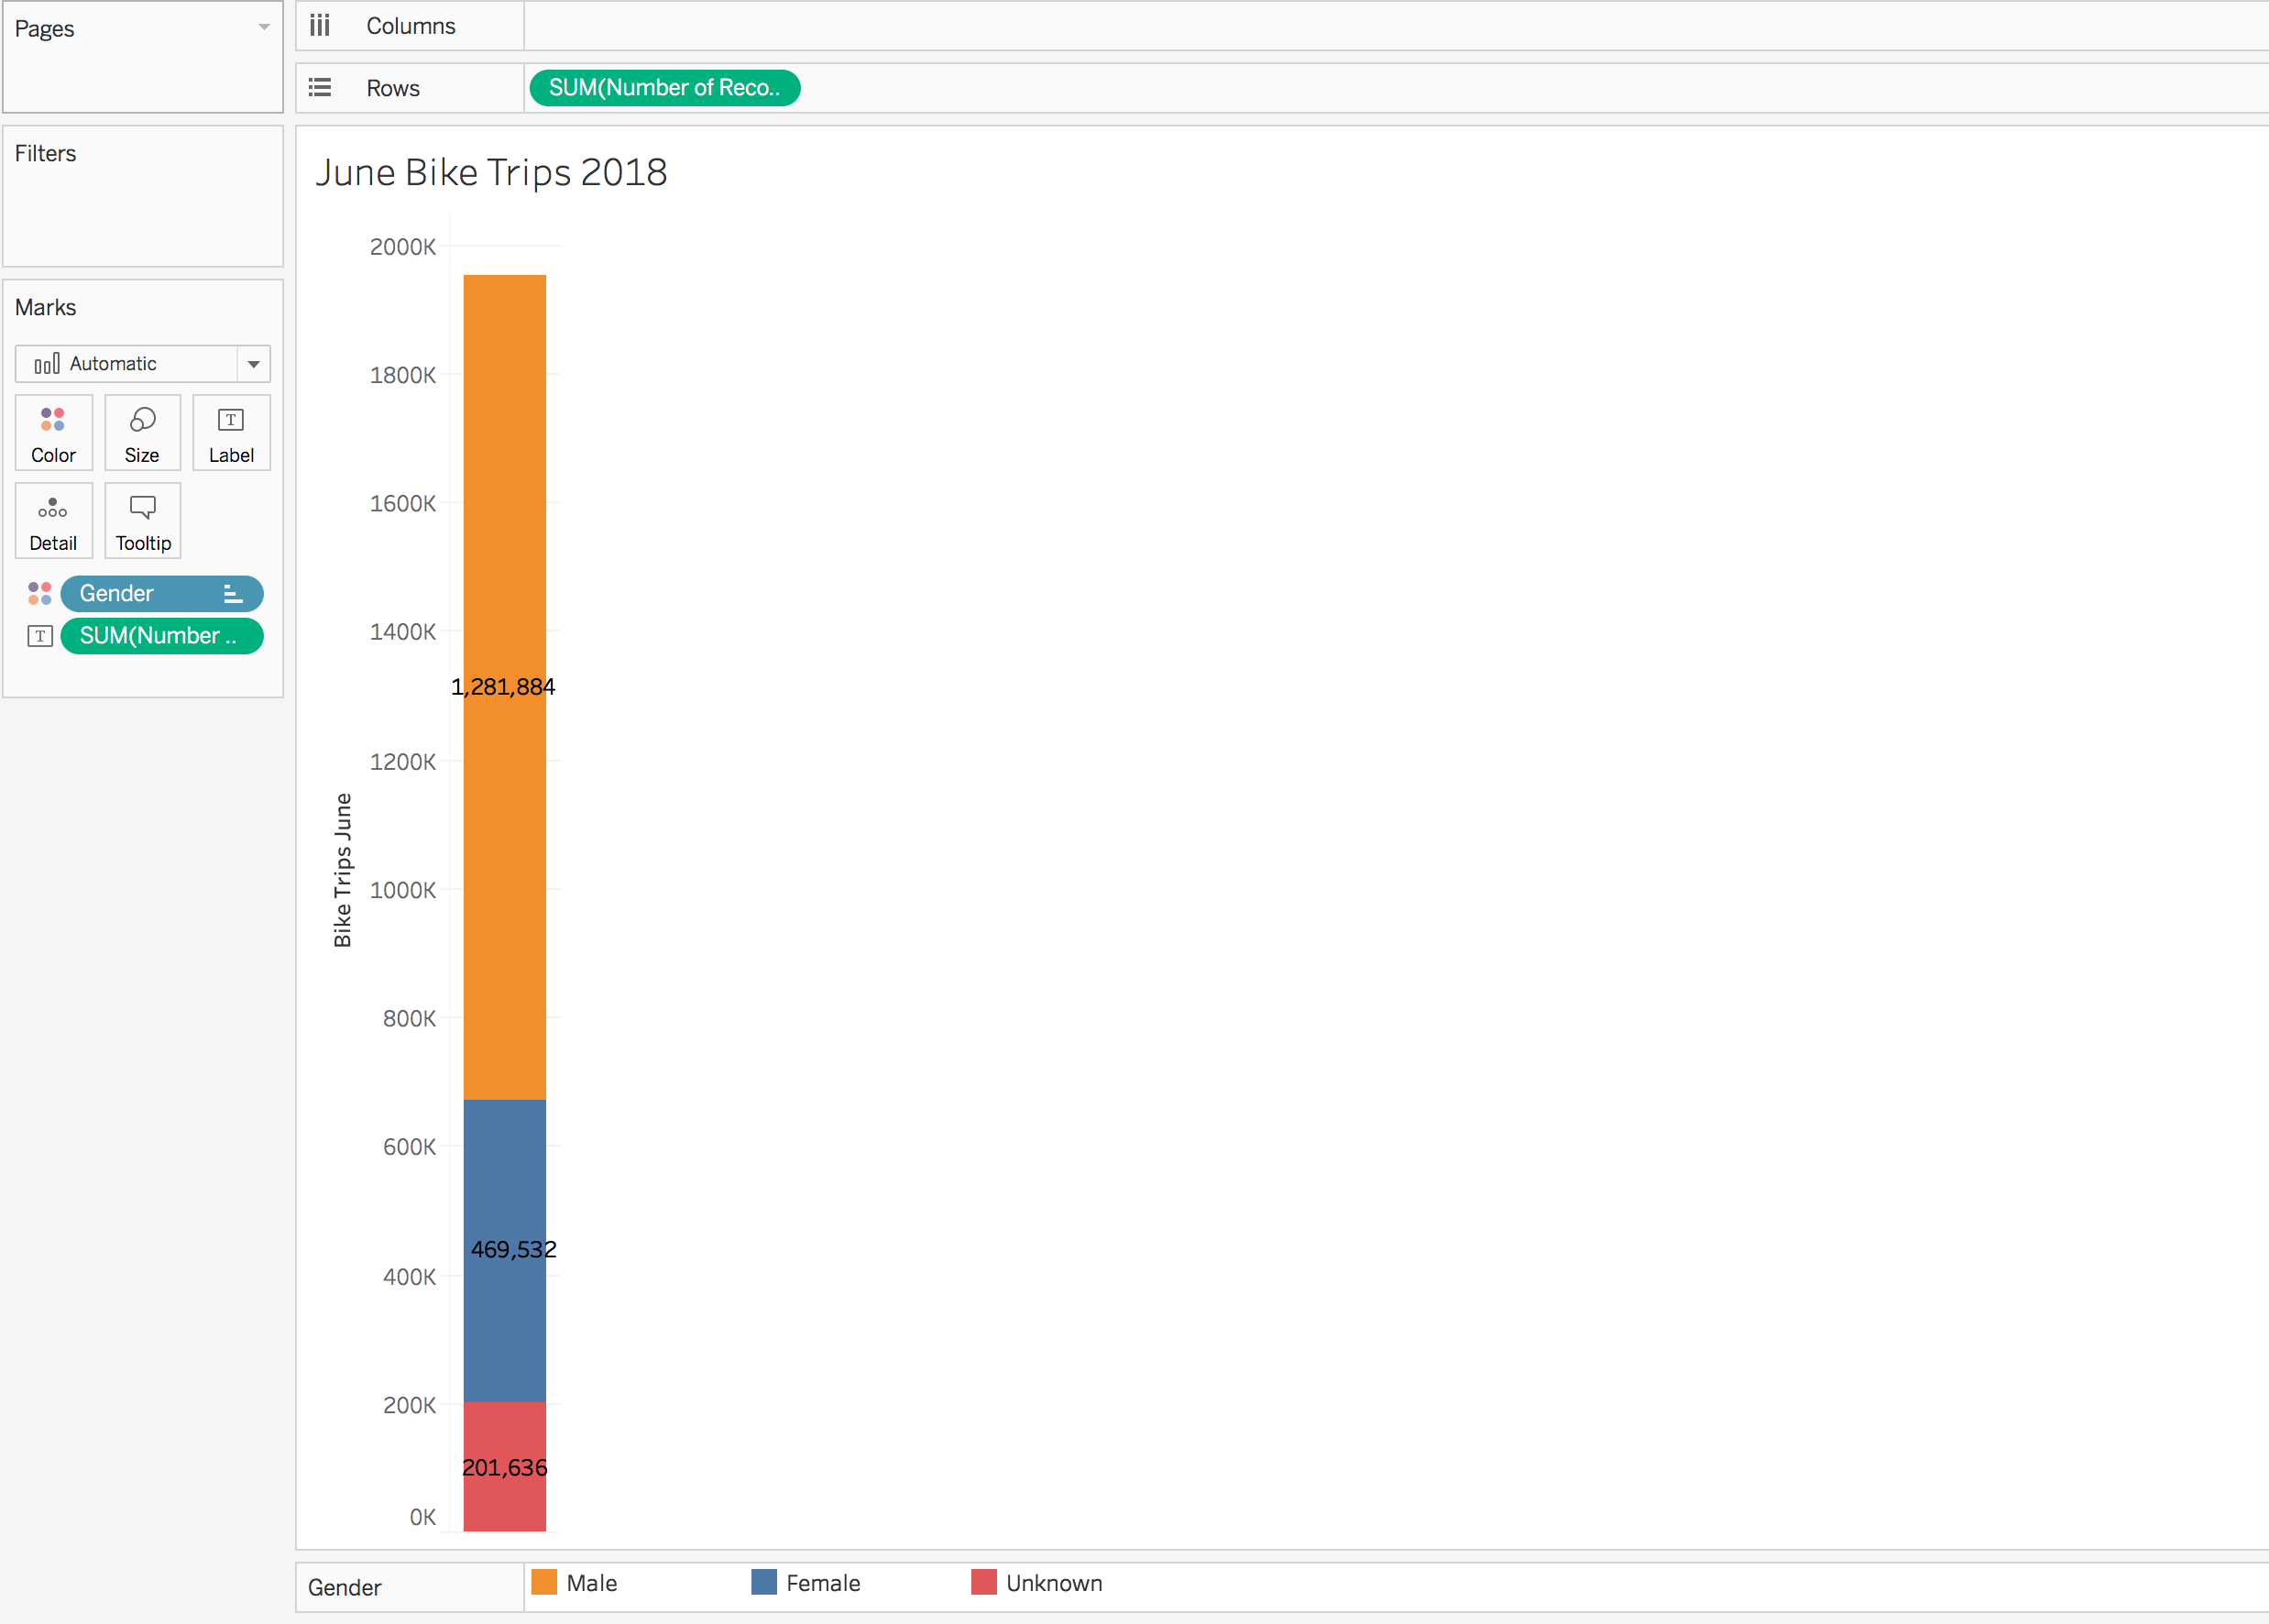 Pages
Columns
Rows
SUM(Number of Reco..
Filters
Marks
Automatic
Color
Size
T
Label
Detail
Tooltip
Gender
T
SUM(Number ..
June Bike Trips 2018
Bike Trips June
2000K
1800K
1600K
1400K
1200K
1000K
800K
600K
400K
200K
0K
1,281,884
469,532
201,636
Gender
Male
Female
Unknown